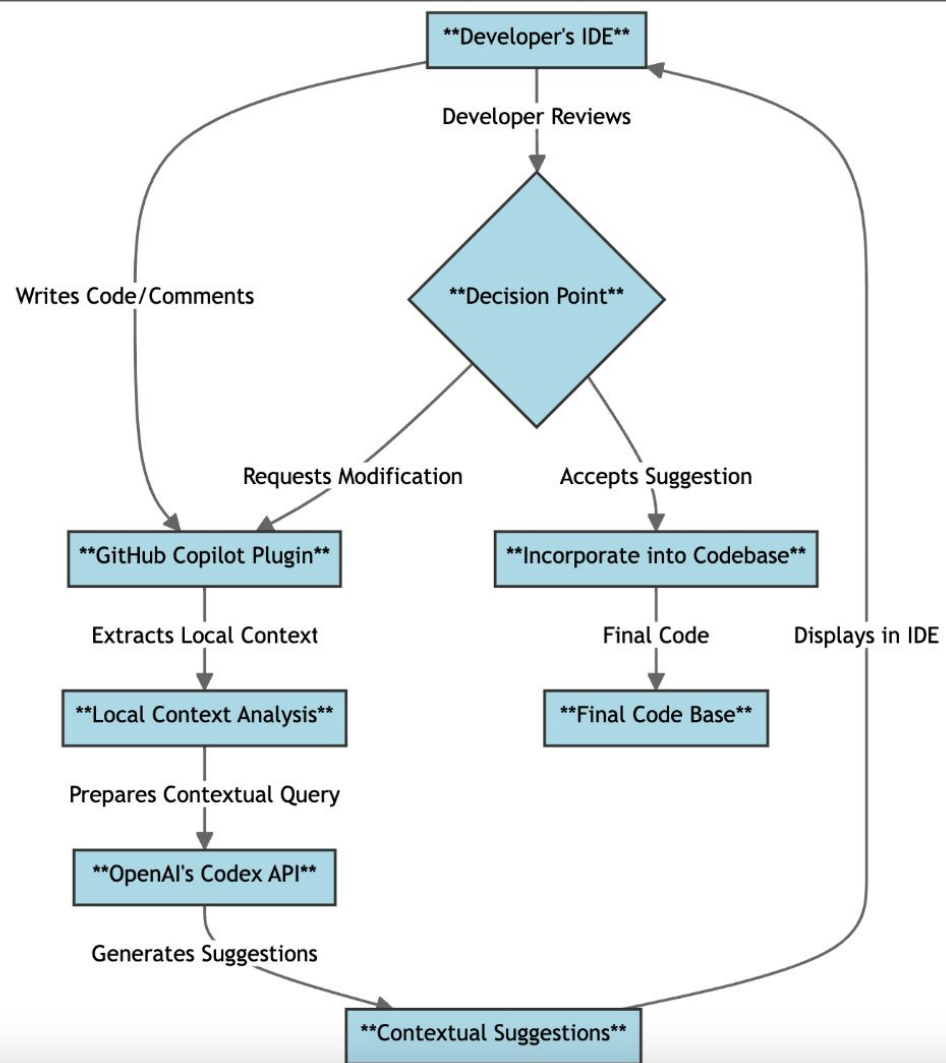 **Developer's IDE**
Developer Reviews
**Decision Point**
Writes Code/Comments
Requests Modification
Accepts Suggestion
**GitHub Copilot Plugin**
**Incorporate into Codebase**
Extracts Local Context
Final Code
Displays in IDE
**Local Context Analysis**
**Final Code Base**
Prepares Contextual Query
**OpenAI's Codex API**
Generates Suggestions
**Contextual Suggestions**